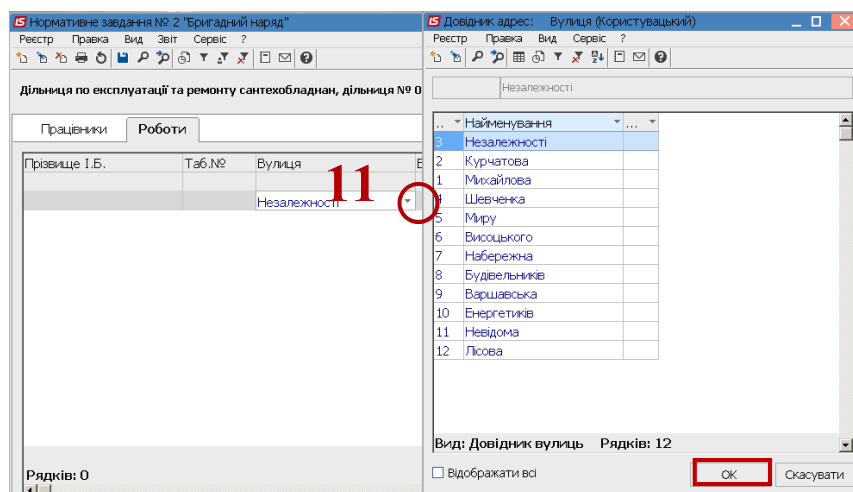 Нормативне завдання № 2 "Бригадний наряд"
Реєстр Правка Вид Звіт Сервіс ?
Дільниця по експлуатації та ремонту сантехобладнан, дільниця № 0
Працівники Роботи
Прізвище І.Б. Таб.№ Вулиця
Незалежності
11
Рядків: 0
Довідник адрес: Вулиця (Користувацький)
Реєстр Правка Вид Сервіс ?
Незалежності
.. Найменування ...
3 Незалежності
2 Курчатова
1 Михайлова
4 Шевченка
5 Миру
6 Висоцького
7 Набережна
8 Будівельників
9 Варшавська
10 Енергетиків
11 Невідома
12 Лісова
Вид: Довідник вулиць Рядків: 12
Відображати всі
OK Скасувати